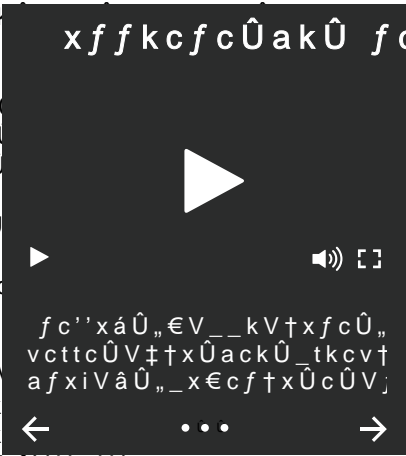 xƒƒkcƒcÛakÛ ƒc
ƒc’’xáÛ„€V__kV†xƒcÛ„
vcttcÛV‡†xÛackÛ_tkcv†
aƒxiVâÛ„_x€cƒ†xÛcÛV